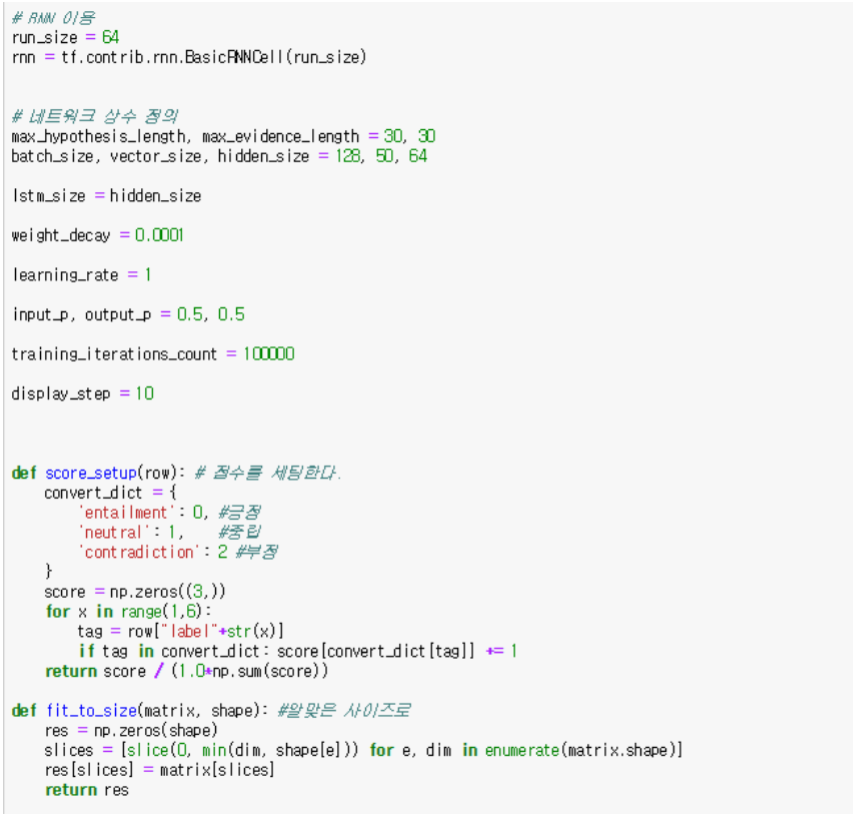 # RNN 이용
run_size = 64
rnn = tf.contrib.rnn.BasicRNNCell(run_size)
# 네트워크 상수 정의
max_hypothesis_length, max_evidence_length = 30, 30
batch_size, vector_size, hidden_size = 128, 50, 64
lstm_size = hidden_size
weight_decay = 0.0001
learning_rate = 1
input_p, output_p = 0.5, 0.5
training_iterations_count = 100000
display_step = 10
def score_setup(row): # 점수를 세팅한다.
    convert_dict = {
        'entailment': 0, #긍정
        'neutral': 1,    #중립
        'contradiction': 2 #부정
    }
    score = np.zeros((3,))
    for x in range(1,6):
        tag = row["label"+str(x)]
        if tag in convert_dict: score[convert_dict[tag]] += 1
    return score / (1.0*np.sum(score))
def fit_to_size(matrix, shape): #알맞은 사이즈로
    res = np.zeros(shape)
    slices = [slice(0, min(dim, shape[e])) for e, dim in enumerate(matrix.shape)]
    res[slices] = matrix[slices]
    return res